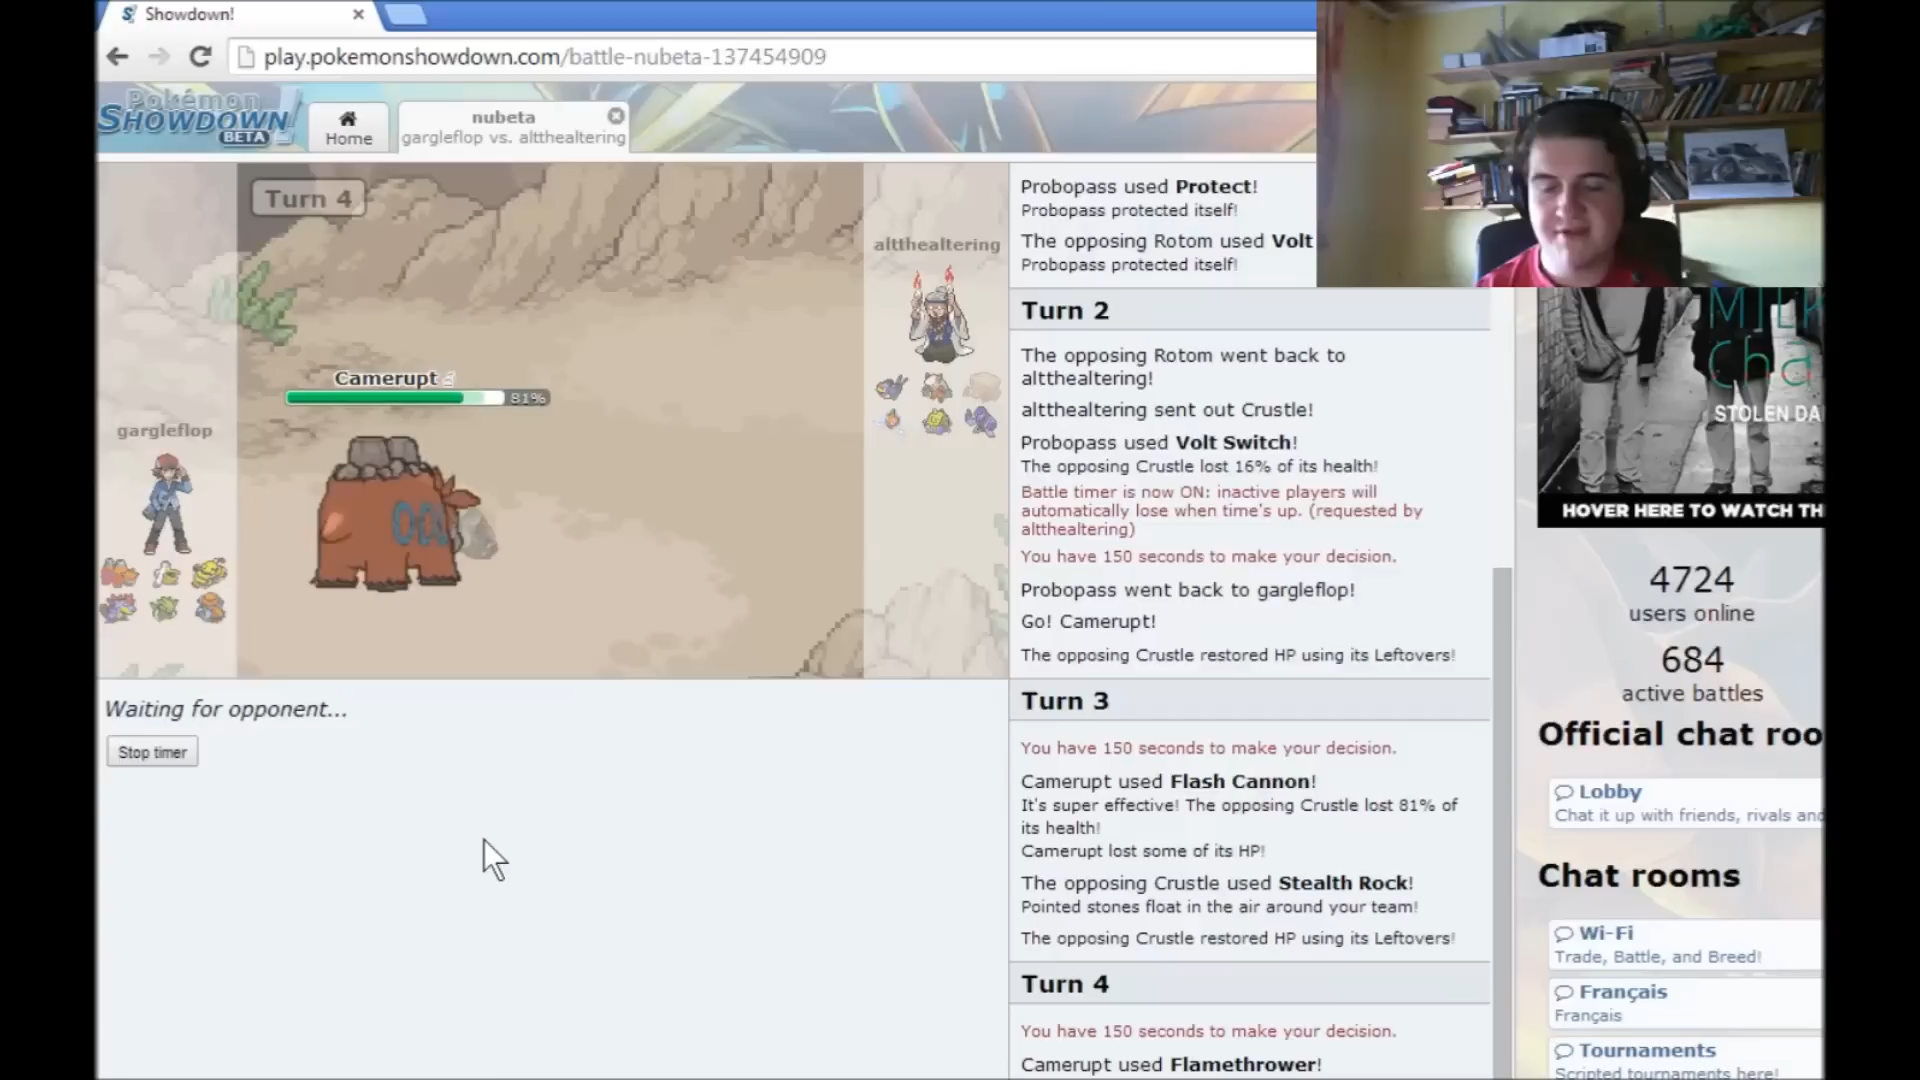 Showdown!
play.pokemonshowdown.com/battle-nubeta-137454909
Pokémon
SHOWDOWN!
BETA
Home
nubeta
gargleflop vs. altthealtering
Turn 4
altthealtering
Camerupt
81%
gargleflop
Waiting for opponent...
Stop timer
Probopass used Protect!
Probopass protected itself!
The opposing Rotom used Volt
Probopass protected itself!
Turn 2
The opposing Rotom went back to
altthealtering!
altthealtering sent out Crustle!
Probopass used Volt Switch!
The opposing Crustle lost 16% of its health!
Battle timer is now ON: inactive players will
automatically lose when time's up. (requested by
altthealtering)
You have 150 seconds to make your decision.
Probopass went back to gargleflop!
Go! Camerupt!
The opposing Crustle restored HP using its Leftovers!
Turn 3
You have 150 seconds to make your decision.
Camerupt used Flash Cannon!
It's super effective! The opposing Crustle lost 81% of
its health!
Camerupt lost some of its HP!
The opposing Crustle used Stealth Rock!
Pointed stones float in the air around your team!
The opposing Crustle restored HP using its Leftovers!
Turn 4
You have 150 seconds to make your decision.
Camerupt used Flamethrower!
MILK
Cha
STOLEN DA
HOVER HERE TO WATCH TH
4724
users online
684
active battles
Official chat roo
Lobby
Chat it up with friends, rivals and
Chat rooms
Wi-Fi
Trade, Battle, and Breed!
Français
Français
Tournaments
Scripted tournaments here!